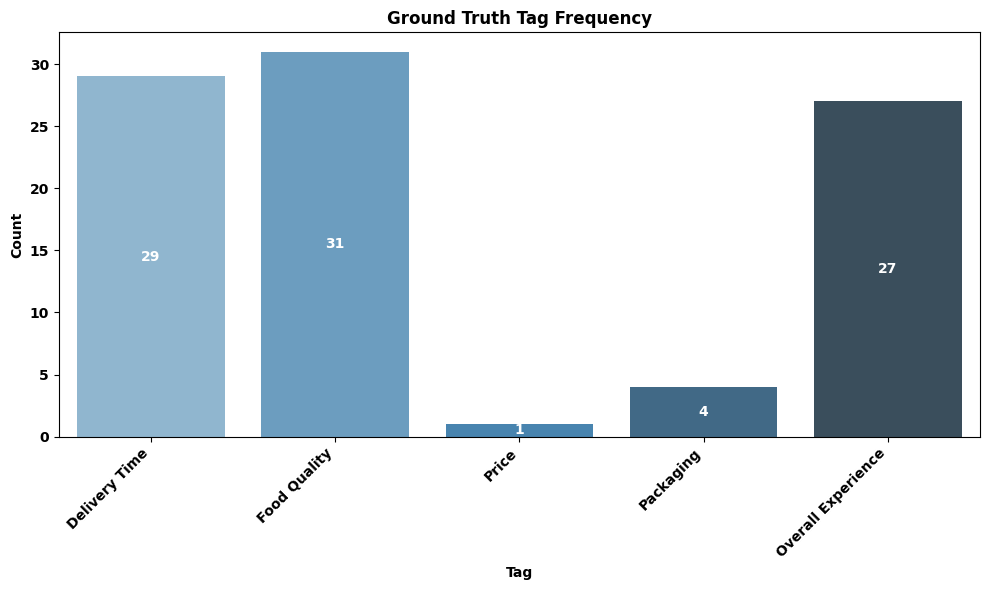 Ground Truth Tag Frequency
Count
30
25
20
15
10
5
0
29
31
1
4
27
Delivery Time
Food Quality
Price
Packaging
Overall Experience
Tag